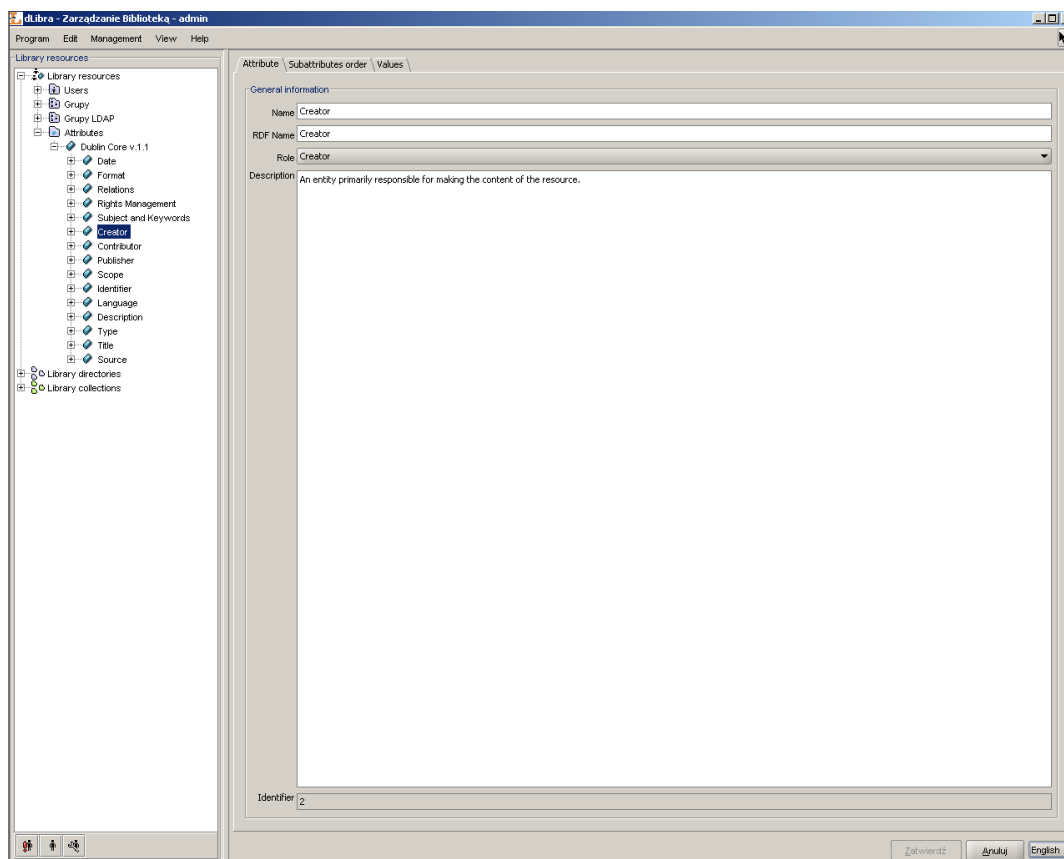 dLibra - Zarządzanie Biblioteką - admin
Program Edit Management View Help
Library resources
Library resources
Users
Grupy
Grupy LDAP
Attributes
Dublin Core v.1.1
Date
Format
Relations
Rights Management
Subject and Keywords
Creator
Contributor
Publisher
Scope
Identifier
Language
Description
Type
Title
Source
Library directories
Library collections
Attribute Subattributes order Values
General information
Name Creator
RDF Name Creator
Role Creator
Description An entity primarily responsible for making the content of the resource.
Identifier 2
Zatwierdź Anuluj English